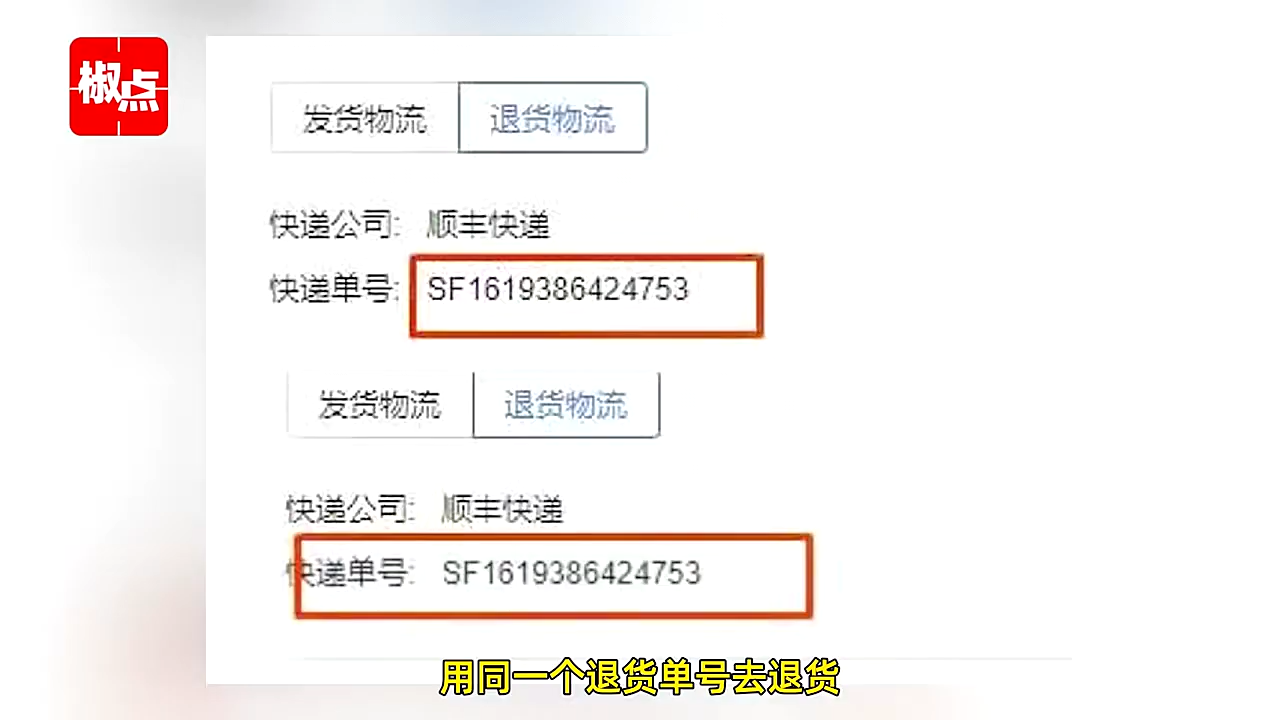 椒点
发货物流 退货物流
快递公司: 顺丰快递
快递单号: SF1619386424753
发货物流 退货物流
快递公司: 顺丰快递
快递单号: SF1619386424753
用同一个退货单号去退货